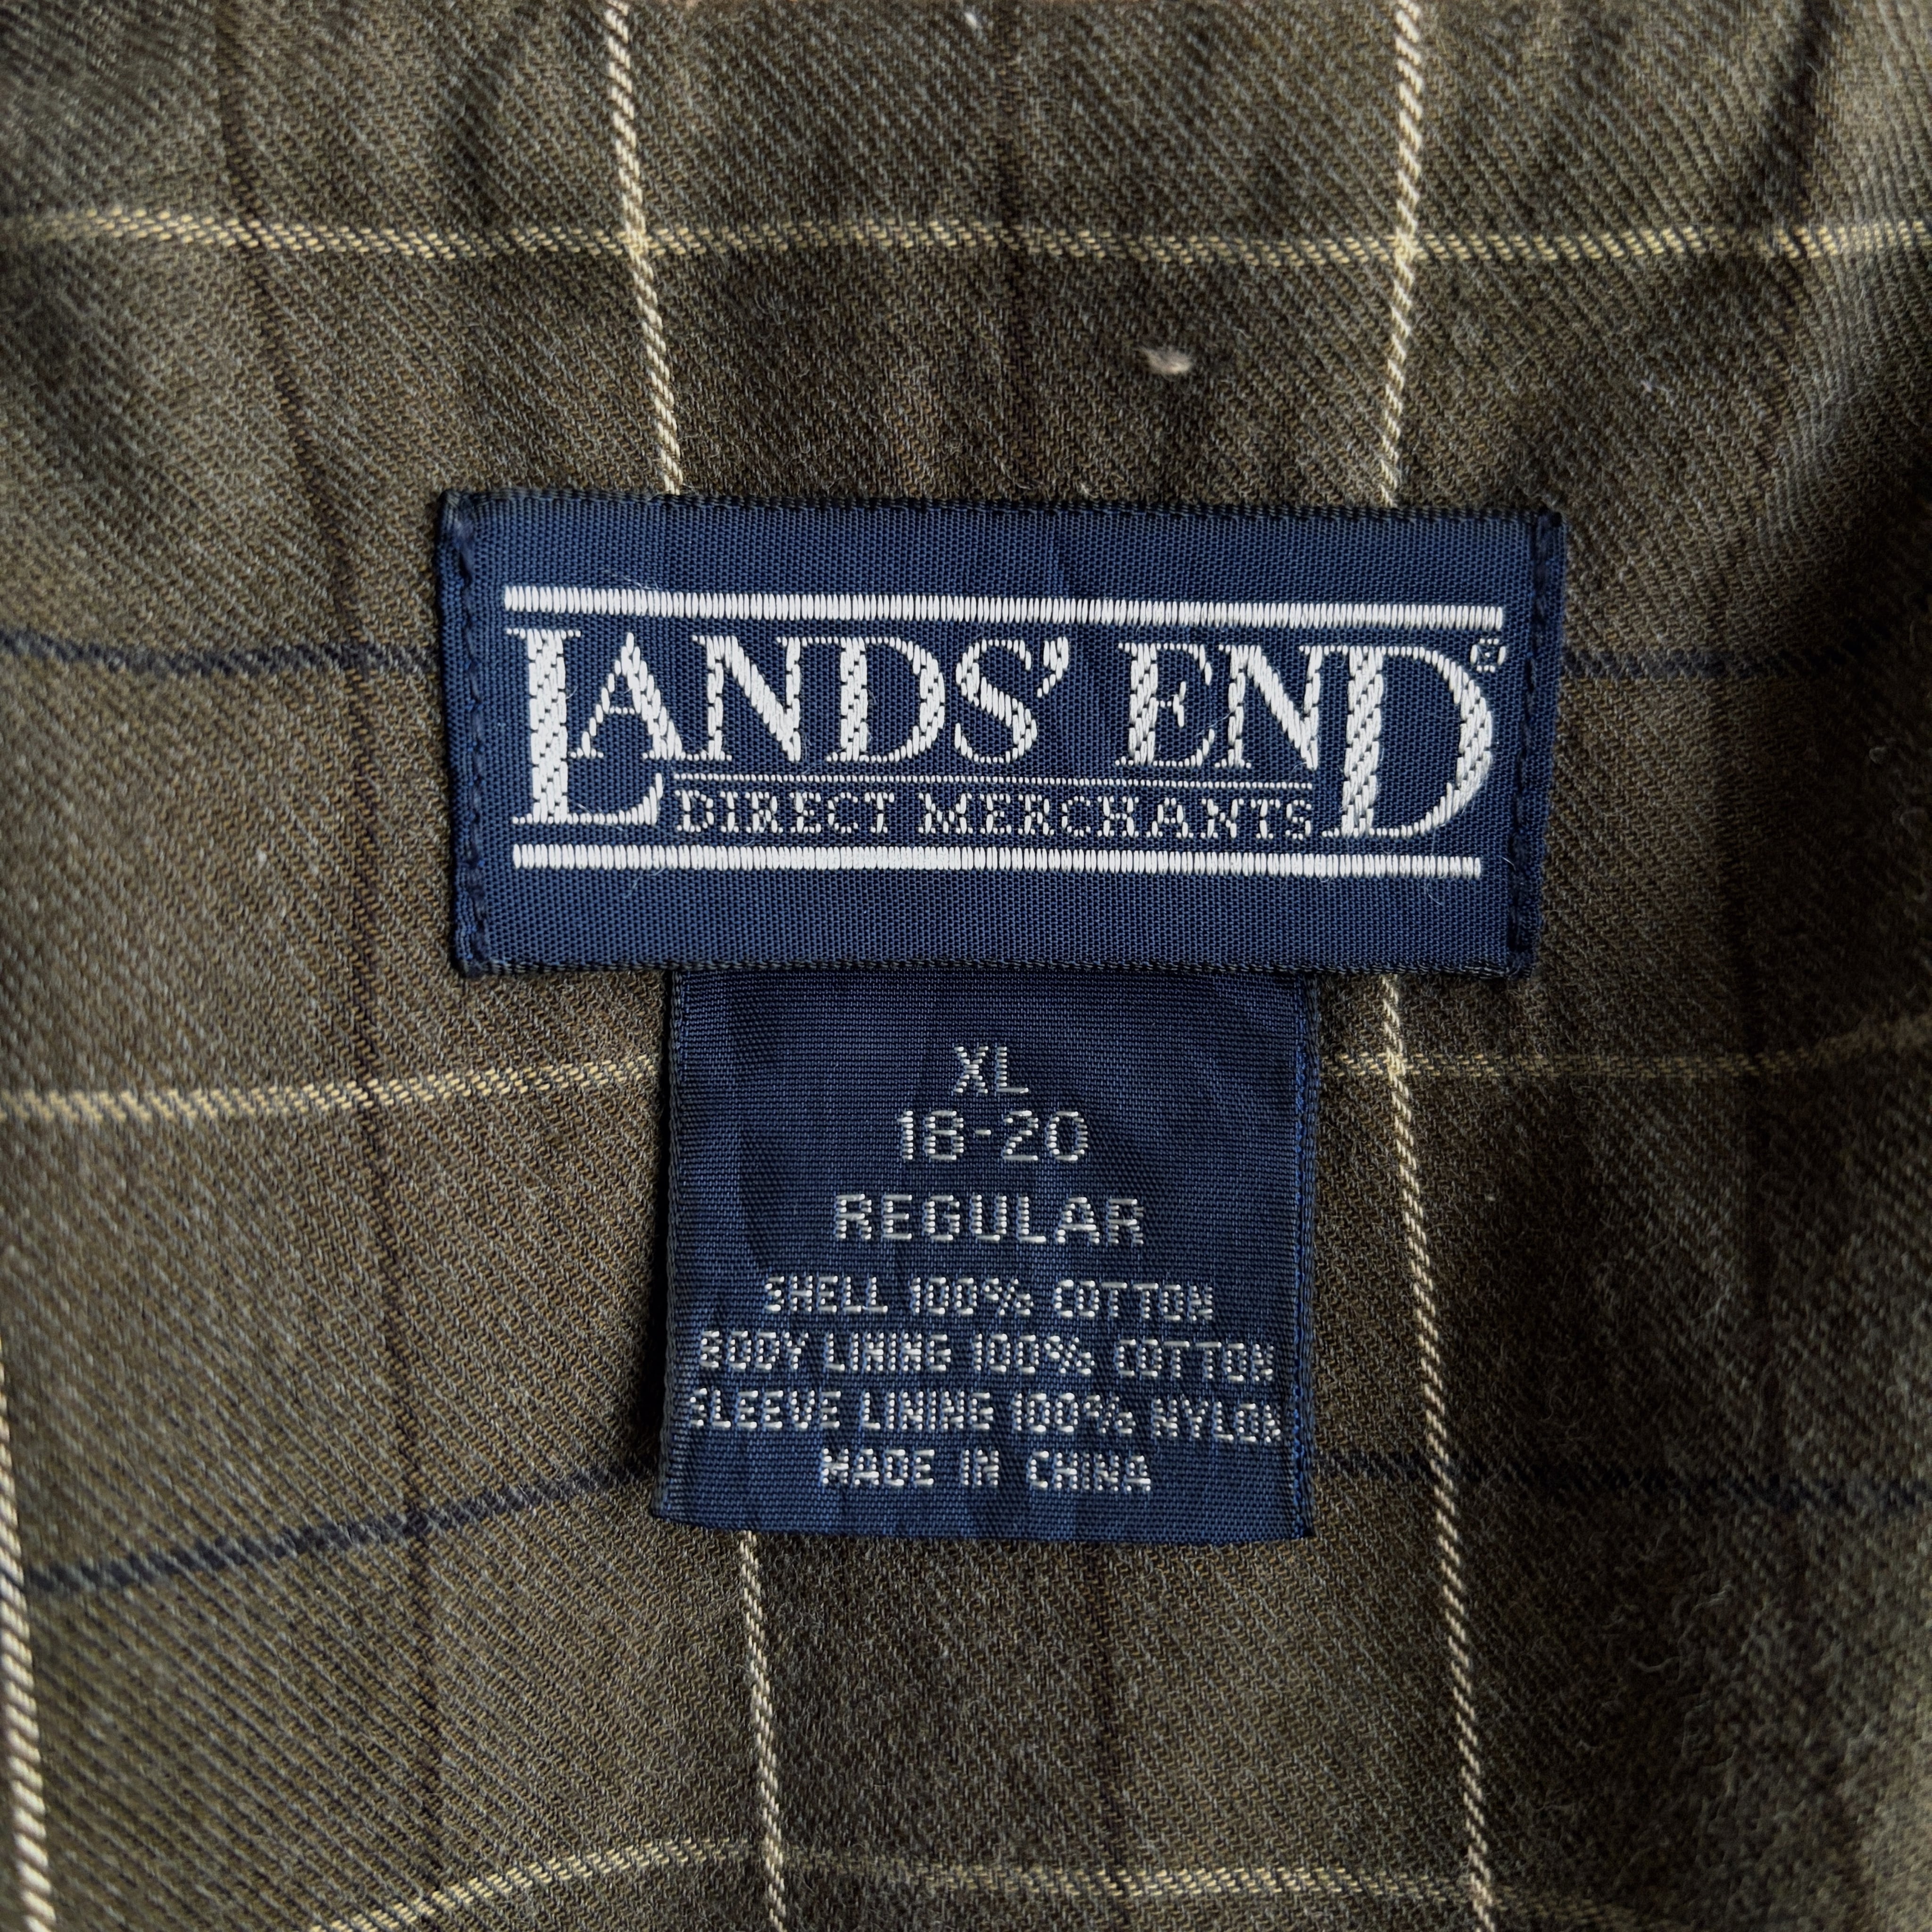 LANDS' END®
DIRECT MERCHANTS
XL
18-20
REGULAR
SHELL 100% COTTON
BODY LINING 100% COTTON
SLEEVE LINING 100% NYLON
MADE IN CHINA